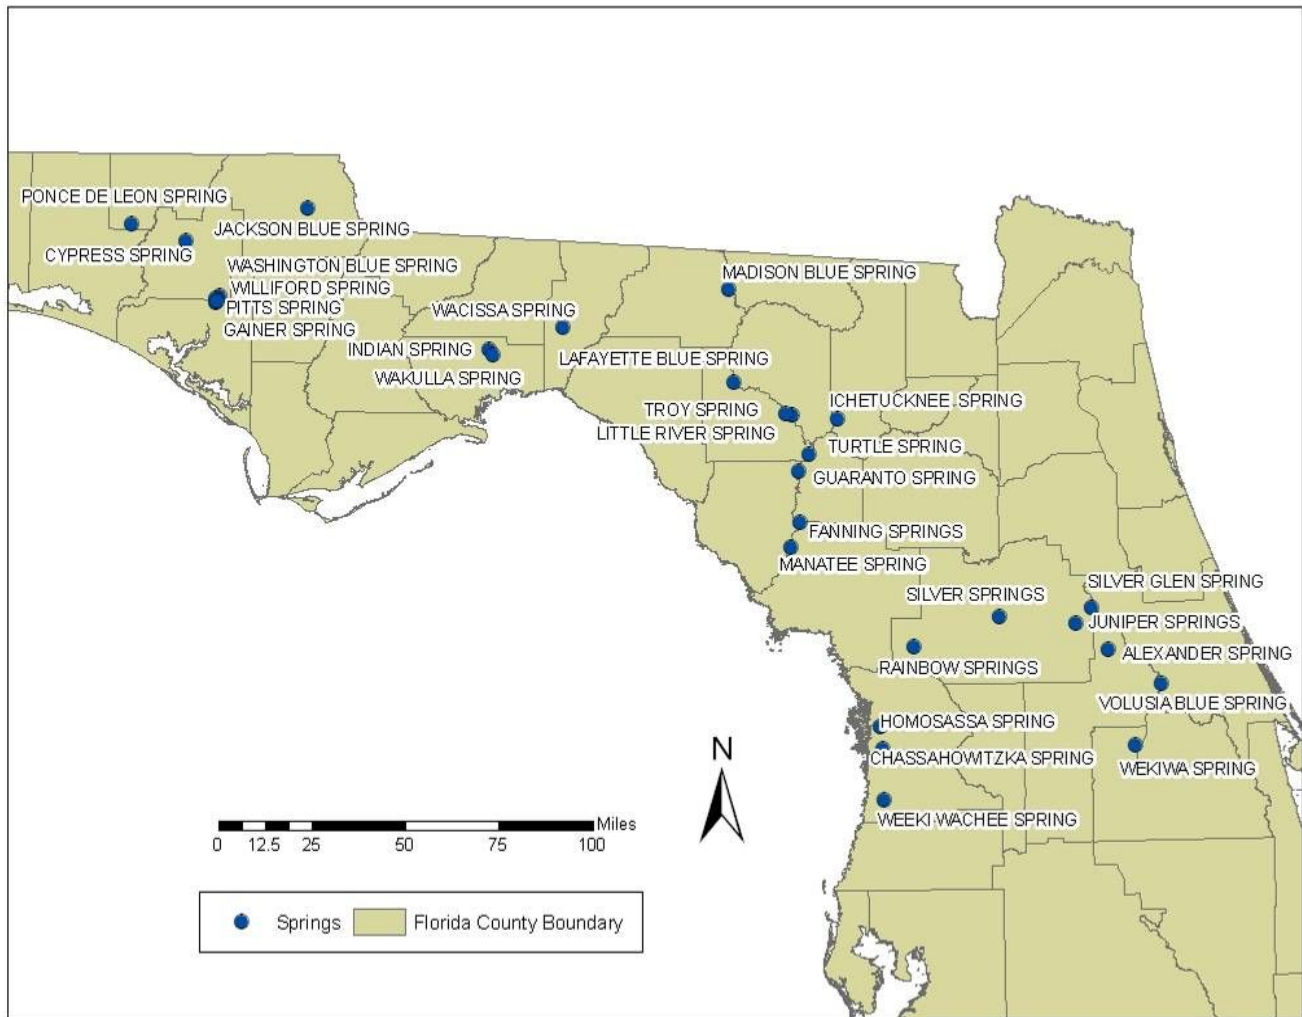 PONCE DE LEON SPRING
JACKSON BLUE SPRING
CYPRESS SPRING
WASHINGTON BLUE SPRING
WILLIFORD SPRING
PITTS SPRING
GAINER SPRING
MADISON BLUE SPRING
WACISSA SPRING
INDIAN SPRING
WAKULLA SPRING
LAFAYETTE BLUE SPRING
TROY SPRING
ICHETUCKNEE SPRING
LITTLE RIVER SPRING
TURTLE SPRING
GUARANTO SPRING
FANNING SPRINGS
MANATEE SPRING
SILVER GLEN SPRING
SILVER SPRINGS
JUNIPER SPRINGS
ALEXANDER SPRING
RAINBOW SPRINGS
VOLUSIA BLUE SPRING
HOMOSASSA SPRING
CHASSAHOWITZKA SPRING
WEKIWA SPRING
WEEKI WACHEE SPRING
N
Miles
0 12.5 25 50 75 100
Springs
Florida County Boundary